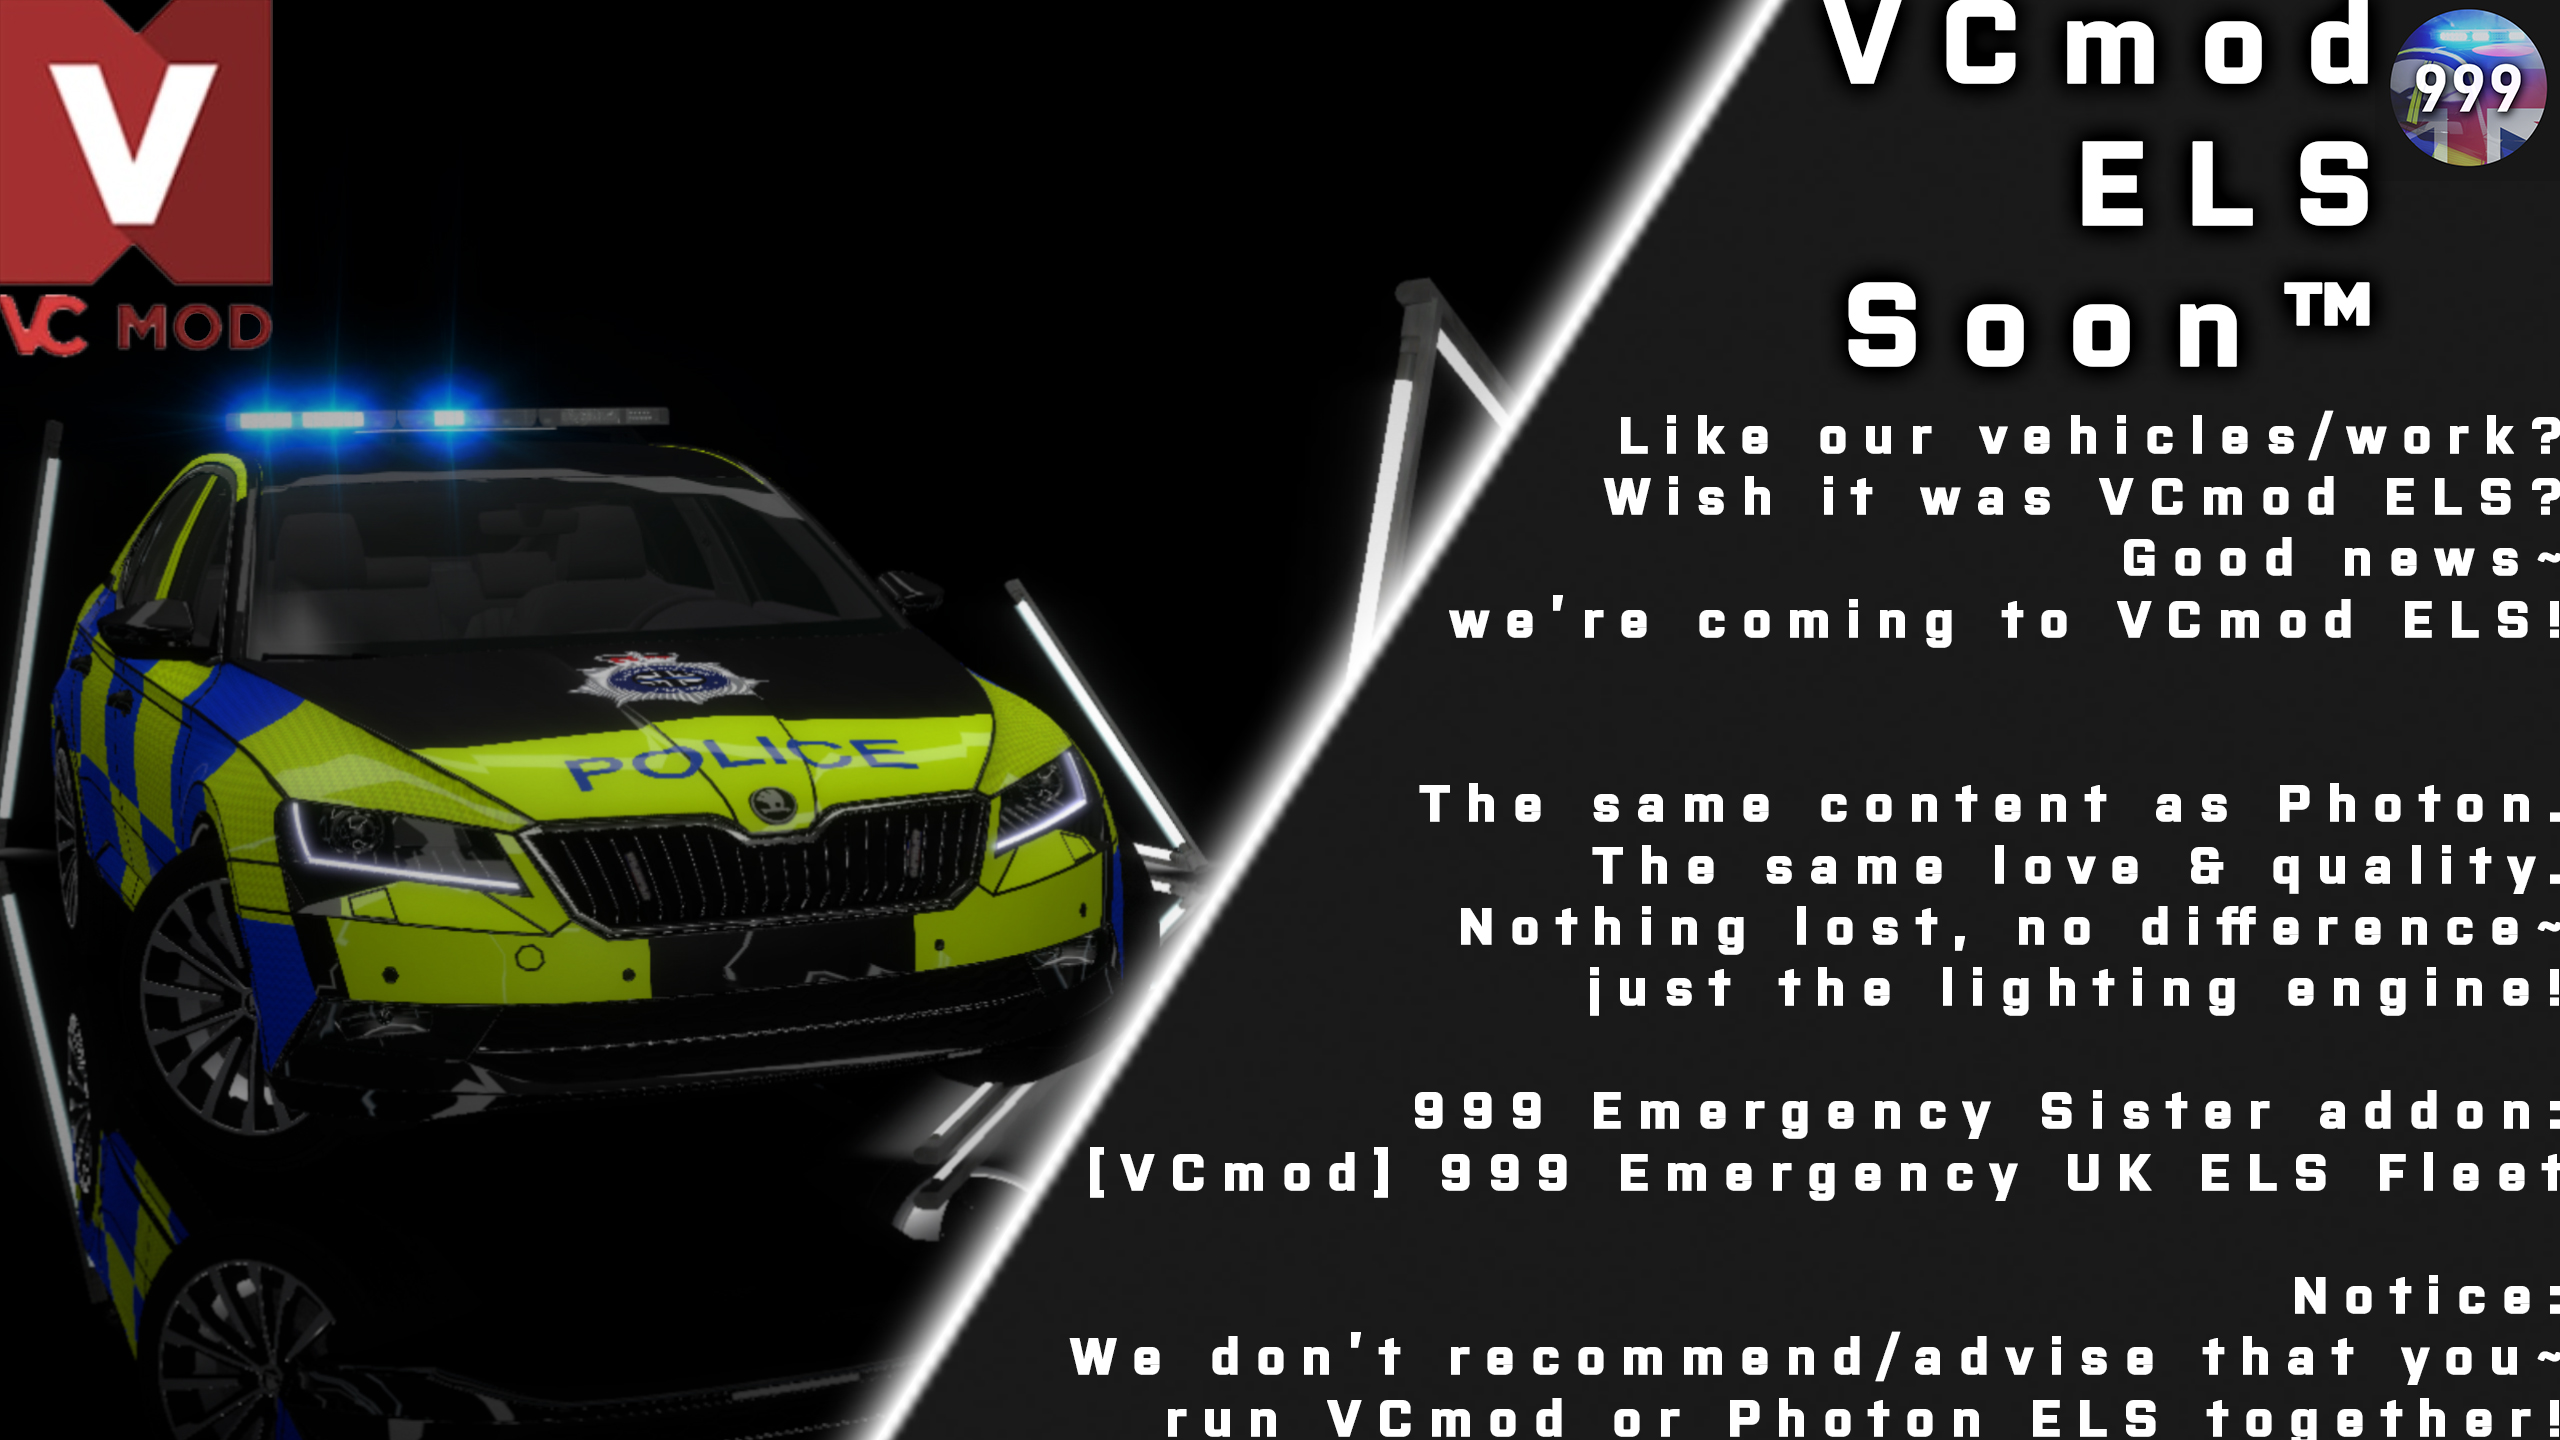 V
VC MOD
POLICE
VCmod
ELS
Soon™
999
Like our vehicles/work?
Wish it was VCmod ELS?
Good news~
we're coming to VCmod ELS!
The same content as Photon.
The same love & quality.
Nothing lost, no difference~
just the lighting engine!
999 Emergency Sister addon:
[VCmod] 999 Emergency UK ELS Fleet
Notice:
We don't recommend/advise that you~
run VCmod or Photon ELS together!